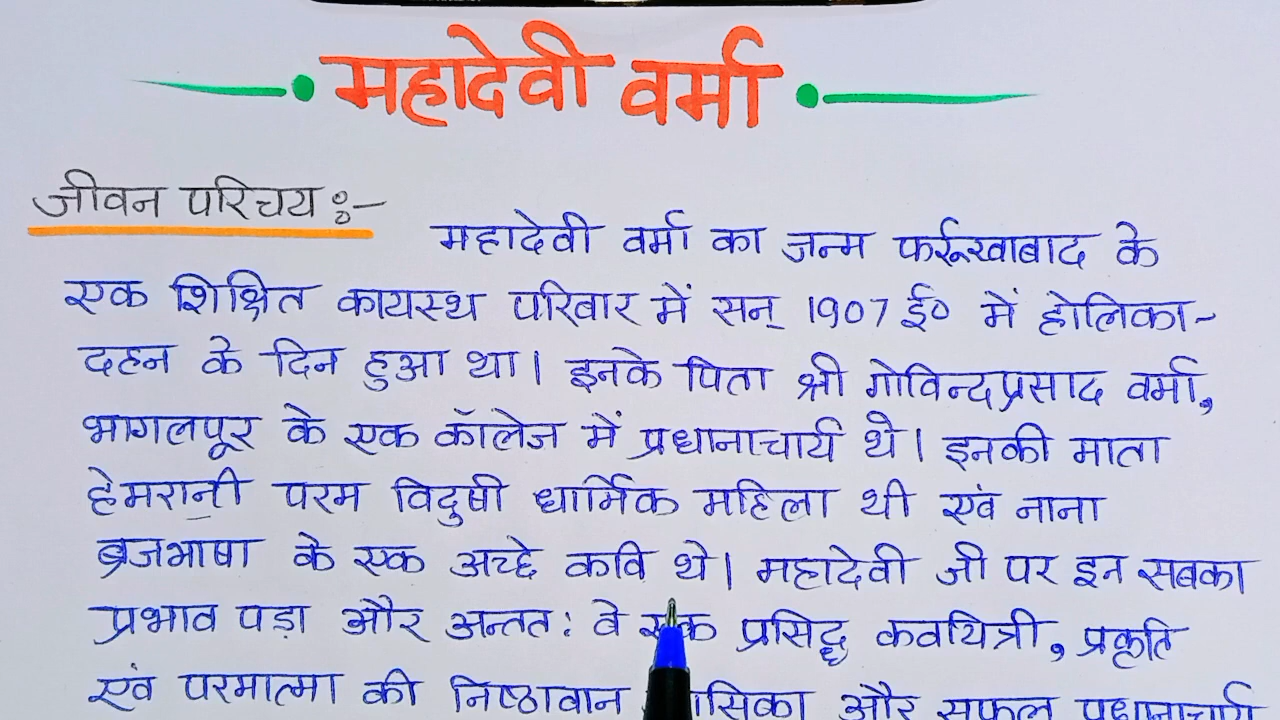 महादेवी वर्मा
जीवन परिचय :-
महादेवी वर्मा का जन्म फर्रूखाबाद के
एक शिक्षित कायस्थ परिवार में सन् 1907 ई० में होलिका-
दहन के दिन हुआ था। इनके पिता श्री गोविन्दप्रसाद वर्मा,
भागलपूर के एक कॉलेज में प्रधानाचार्य थे। इनकी माता
हेमरानी परम विदुषी धार्मिक महिला थी एवं नाना
ब्रजभाषा के एक अच्छे कवि थे। महादेवी जी पर इन सबका
प्रभाव पड़ा और अन्तत: वे एक प्रसिद्ध कवयित्री, प्रकृति
एवं परमात्मा की निष्ठावान और सफल प्रधानाचार्य